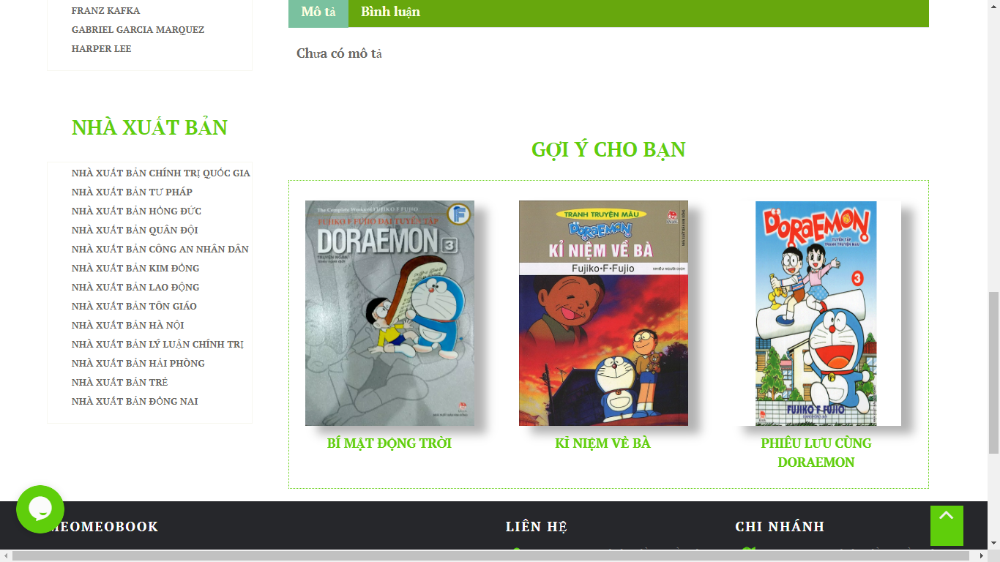 FRANZ KAFKA
GABRIEL GARCIA MARQUEZ
HARPER LEE
NHÀ XUẤT BẢN
NHÀ XUẤT BẢN CHÍNH TRỊ QUỐC GIA
NHÀ XUẤT BẢN TƯ PHÁP
NHÀ XUẤT BẢN HỒNG ĐỨC
NHÀ XUẤT BẢN QUÂN ĐỘI
NHÀ XUẤT BẢN CÔNG AN NHÂN DÂN
NHÀ XUẤT BẢN KIM ĐỒNG
NHÀ XUẤT BẢN LAO ĐỘNG
NHÀ XUẤT BẢN TÔN GIÁO
NHÀ XUẤT BẢN HÀ NỘI
NHÀ XUẤT BẢN LÝ LUẬN CHÍNH TRỊ
NHÀ XUẤT BẢN HẢI PHÒNG
NHÀ XUẤT BẢN TRẺ
NHÀ XUẤT BẢN ĐỒNG NAI
Mô tả Bình luận
Chưa có mô tả
GỢI Ý CHO BẠN
The Complete Works of FUJIKO F FUJIO
FUJIKO F FUJIO ĐẠI TUYỂN TẬP
DORAEMON 3
TRUYỆN NGẮN
BÍ MẬT ĐỘNG TRỜI
TRANH TRUYỆN MÀU
DORAEMON
KỈ NIỆM VỀ BÀ
Fujiko•F•Fujio
NHIỀU NGƯỜI DỊCH
KỈ NIỆM VỀ BÀ
DORAEMON
TUYỂN TẬP
TRANH TRUYỆN MÀU
3
FUJIKO F FUJIO
PHIÊU LƯU CÙNG
DORAEMON
MEOMEOBOOK
LIÊN HỆ
CHI NHÁNH